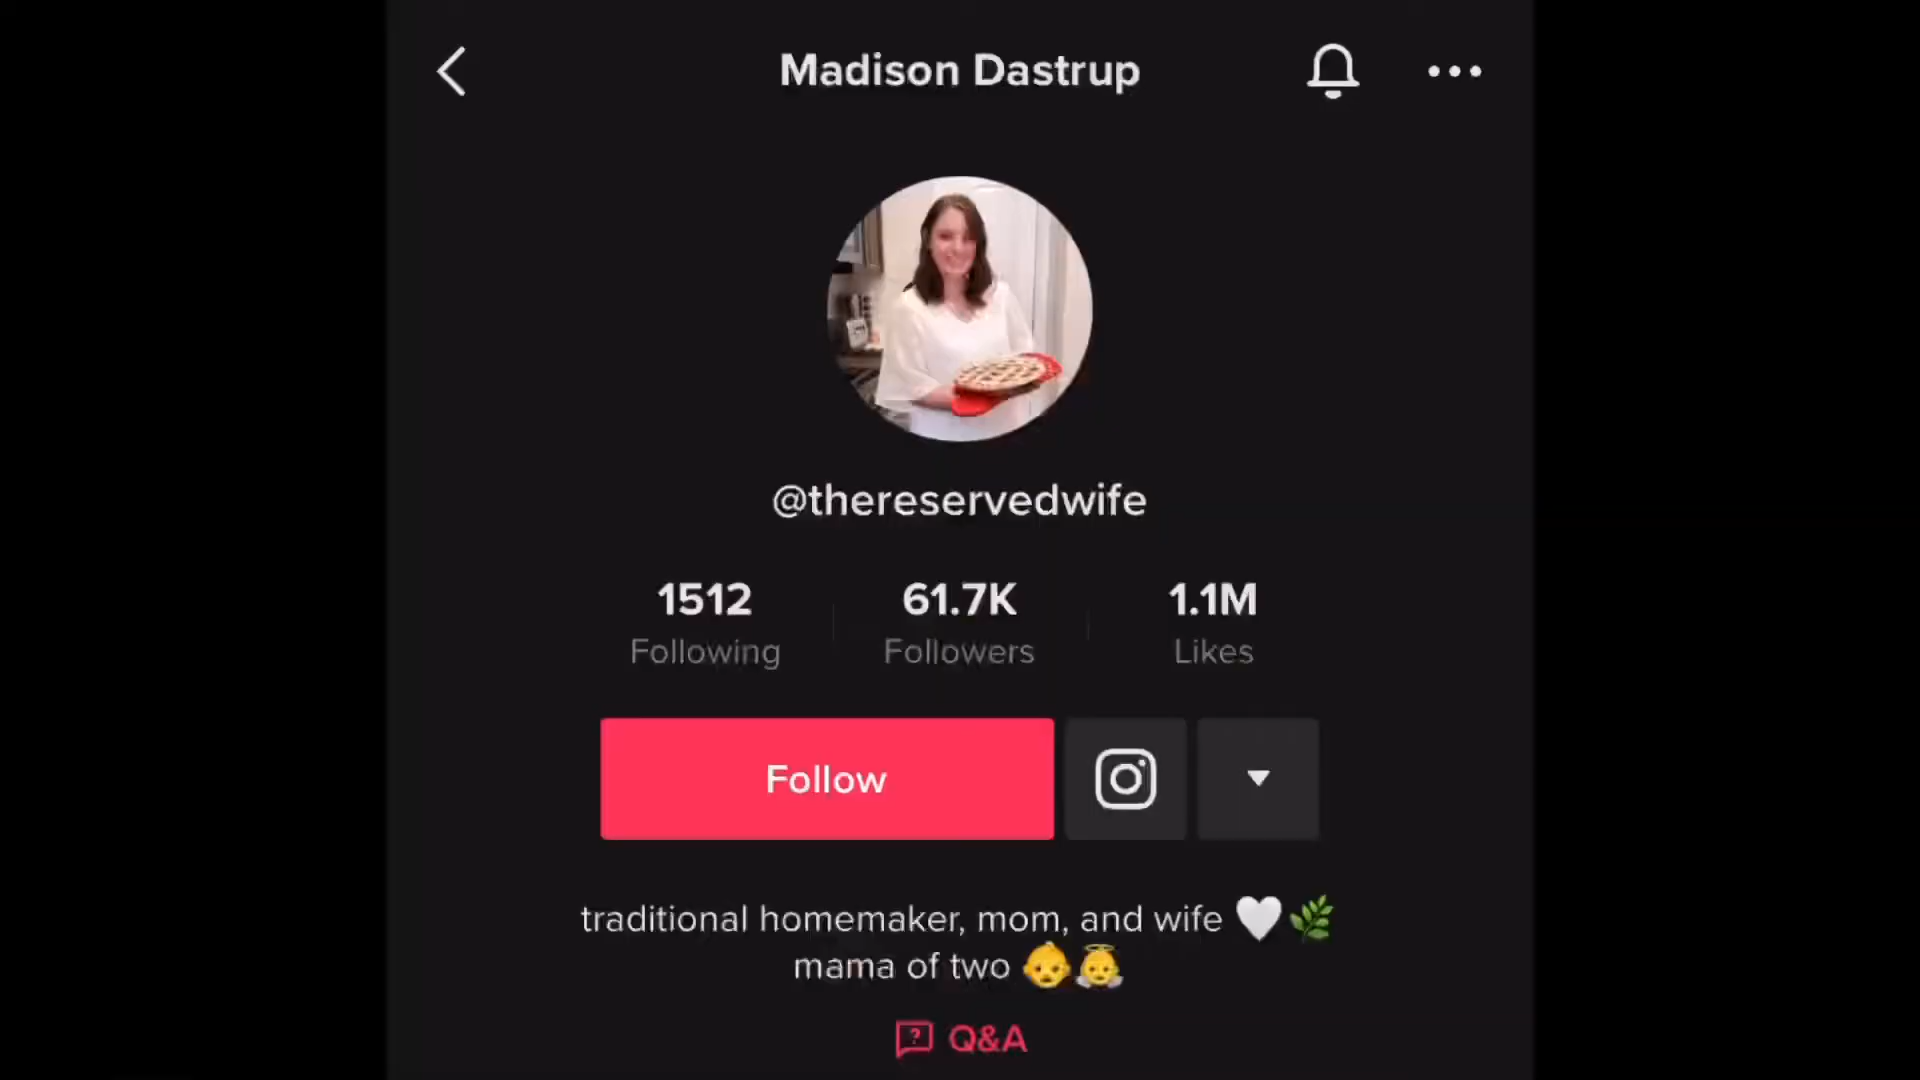 Madison Dastrup
@thereservedwife
1512 61.7K 1.1M
Following Followers Likes
Follow
traditional homemaker, mom, and wife 🤍🌿
mama of two 👶👼
Q&A